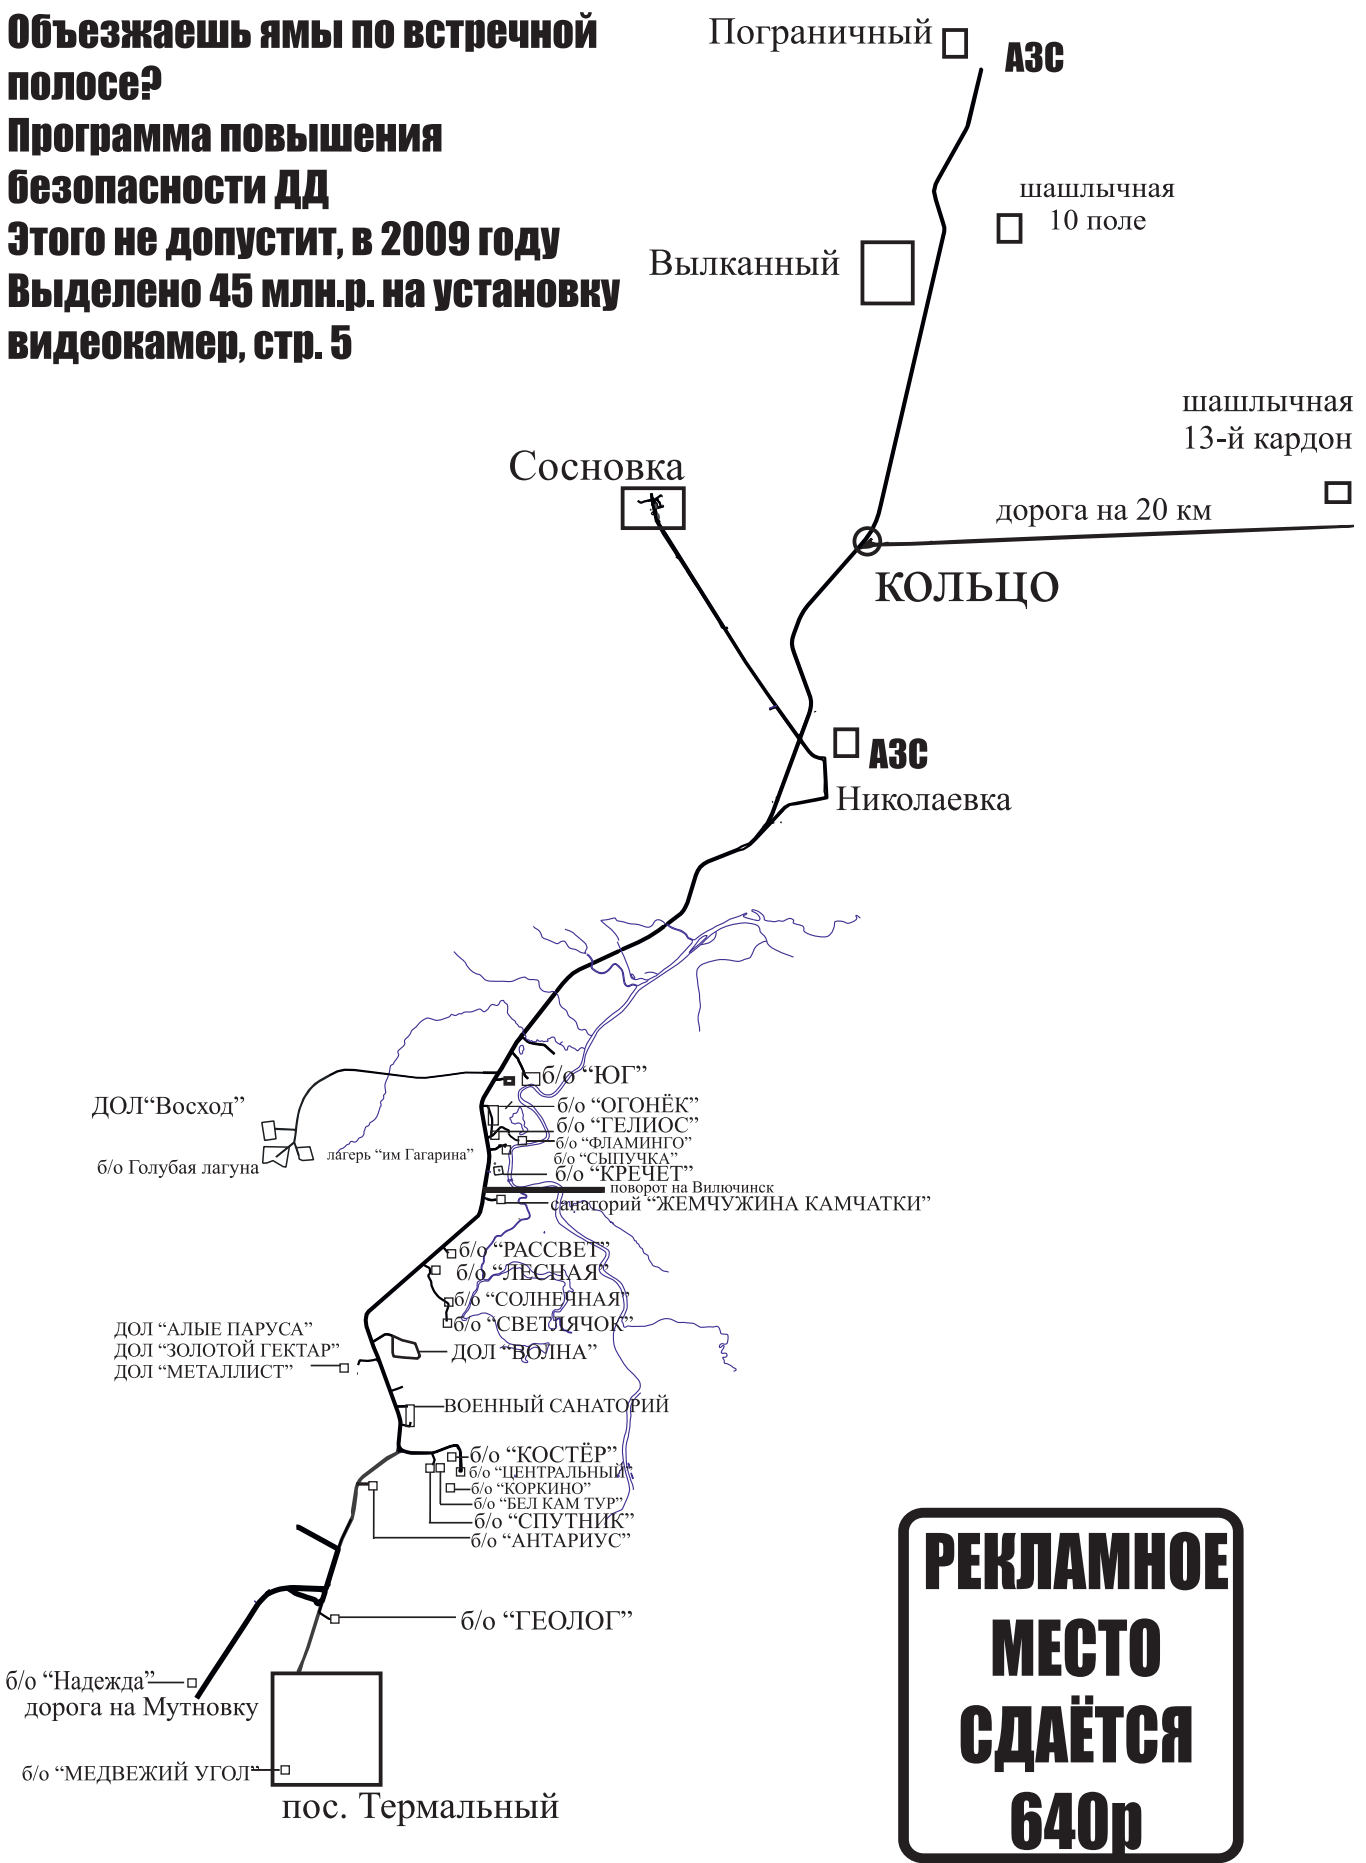 Объезжаешь ямы по встречной
полосе?
Программа повышения
безопасности ДД
Этого не допустит, в 2009 году
Выделено 45 млн.р. на установку
видеокамер, стр. 5
Пограничный
АЗС
шашлычная
10 поле
Вылканный
шашлычная
13-й кардон
Сосновка
дорога на 20 км
кольцо
АЗС
Николаевка
б/о “ЮГ”
ДОЛ“Восход”
б/о “ОГОНЁК”
б/о “ГЕЛИОС”
б/о “ФЛАМИНГО”
лагерь “им Гагарина”
б/о “СЫПУЧКА”
б/о Голубая лагуна
б/о “КРЕЧЕТ”
поворот на Вилючинск
санаторий “ЖЕМЧУЖИНА КАМЧАТКИ”
б/о “РАССВЕТ”
б/о “ЛЕСНАЯ”
б/о “СОЛНЕЧНАЯ”
б/о “СВЕТЛЯЧОК”
ДОЛ “АЛЫЕ ПАРУСА”
ДОЛ “ЗОЛОТОЙ ГЕКТАР”
ДОЛ “МЕТАЛЛИСТ”
ДОЛ “ВОЛНА”
ВОЕННЫЙ САНАТОРИЙ
б/о “КОСТЁР”
б/о “ЦЕНТРАЛЬНЫЙ”
б/о “КОРКИНО”
б/о “БЕЛ КАМ ТУР”
б/о “СПУТНИК”
б/о “АНТАРИУС”
б/о “ГЕОЛОГ”
б/о “Надежда”
дорога на Мутновку
б/о “МЕДВЕЖИЙ УГОЛ”
пос. Термальный
РЕКЛАМНОЕ
МЕСТО
СДАЁТСЯ
640р